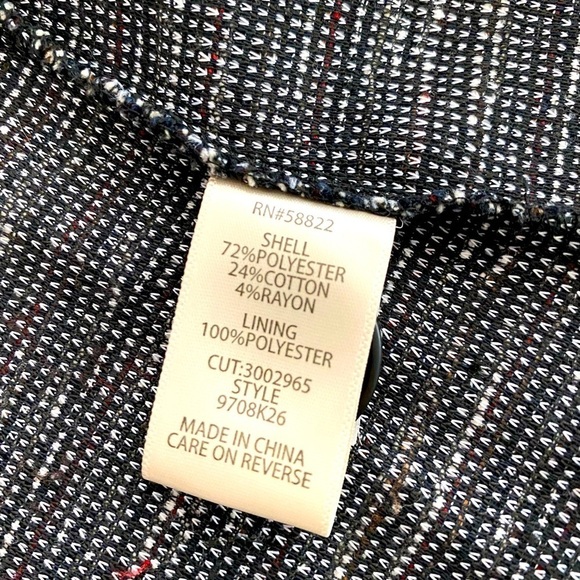 RN#58822
SHELL
72%POLYESTER
24%COTTON
4%RAYON
LINING
100%POLYESTER
CUT:3002965
STYLE
9708K26
MADE IN CHINA
CARE ON REVERSE